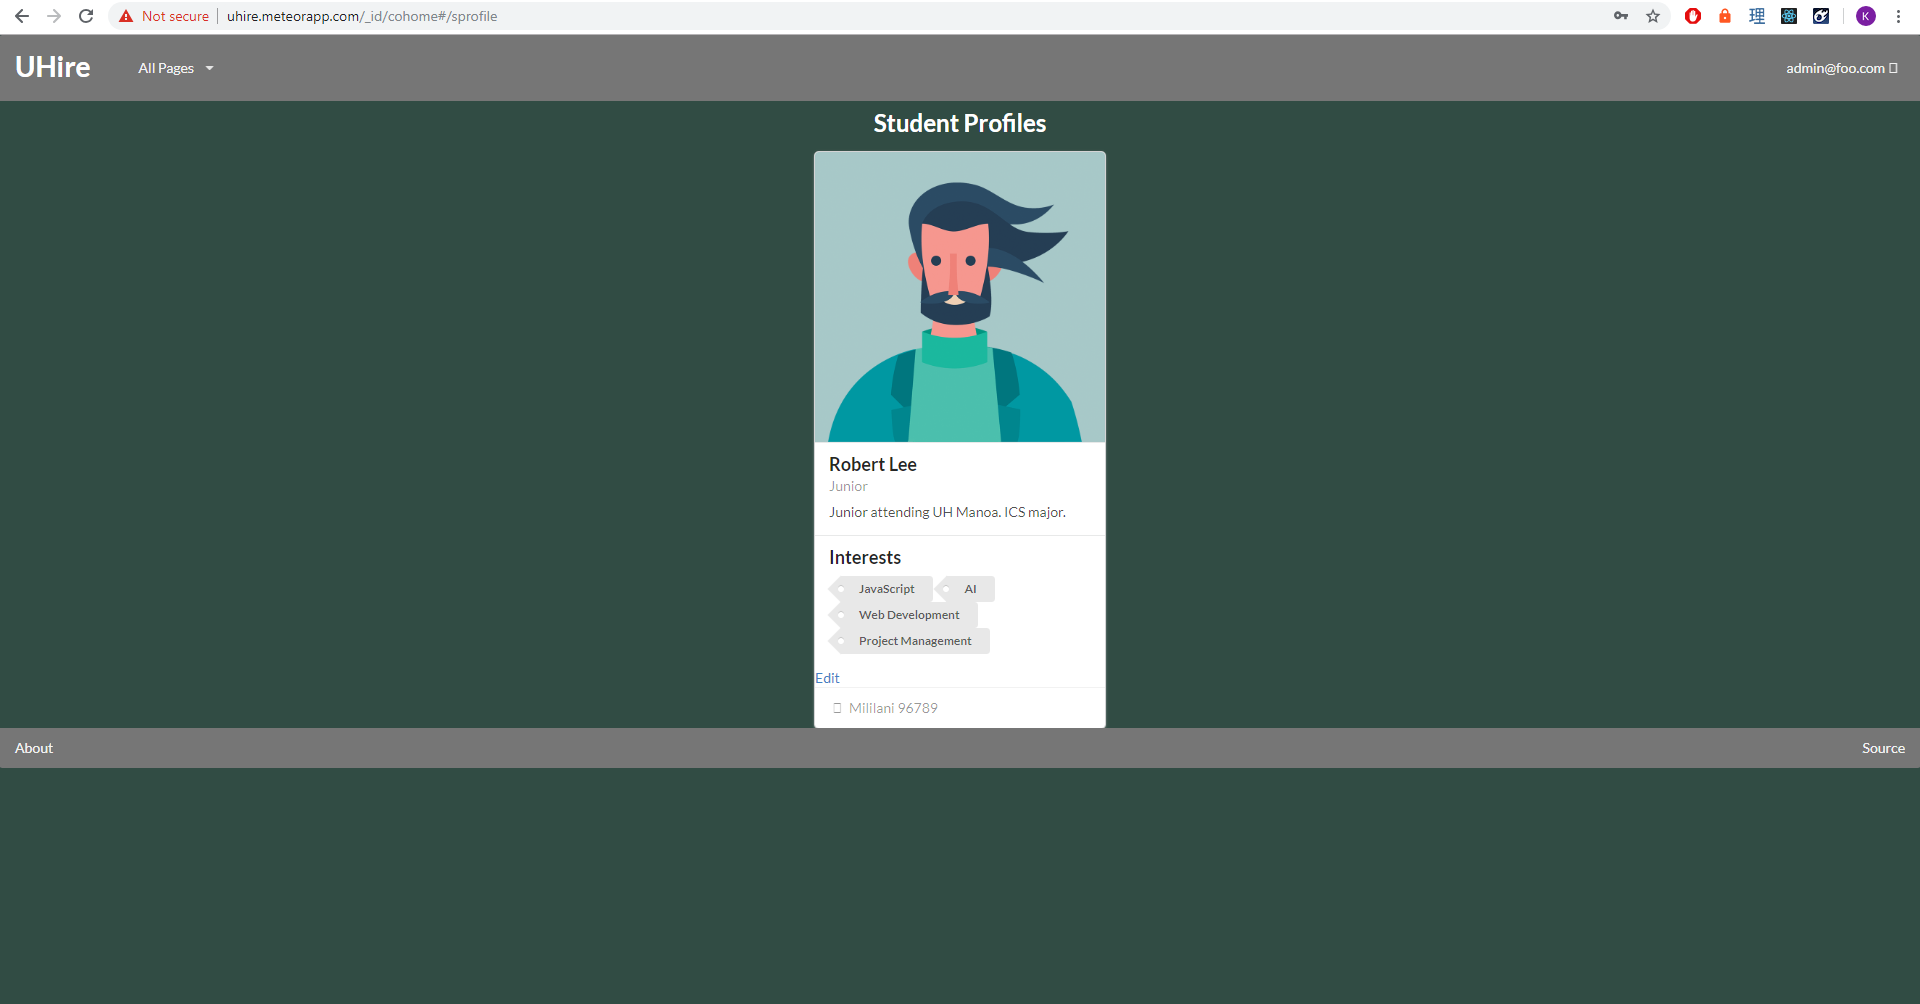 Not secure uhire.meteorapp.com/_id/cohome#/sprofile 理 K
UHire All Pages admin@foo.com
Student Profiles
Robert Lee
Junior
Junior attending UH Manoa. ICS major.
Interests
JavaScript AI
Web Development
Project Management
Edit
Mililani 96789
About Source